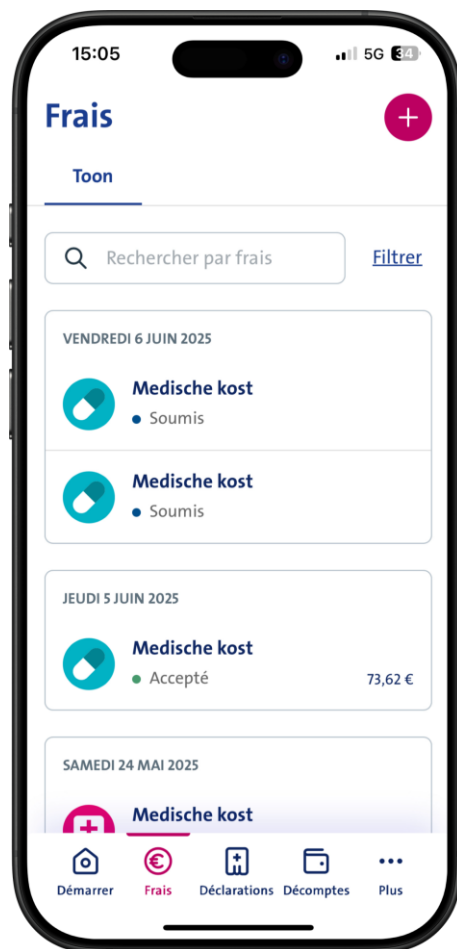 15:05
5G 34
Frais
Toon
Rechercher par frais
Filtrer
VENDREDI 6 JUIN 2025
Medische kost
Soumis
Medische kost
Soumis
JEUDI 5 JUIN 2025
Medische kost
Accepté
73,62 €
SAMEDI 24 MAI 2025
Medische kost
Démarrer
Frais
Déclarations
Décomptes
Plus